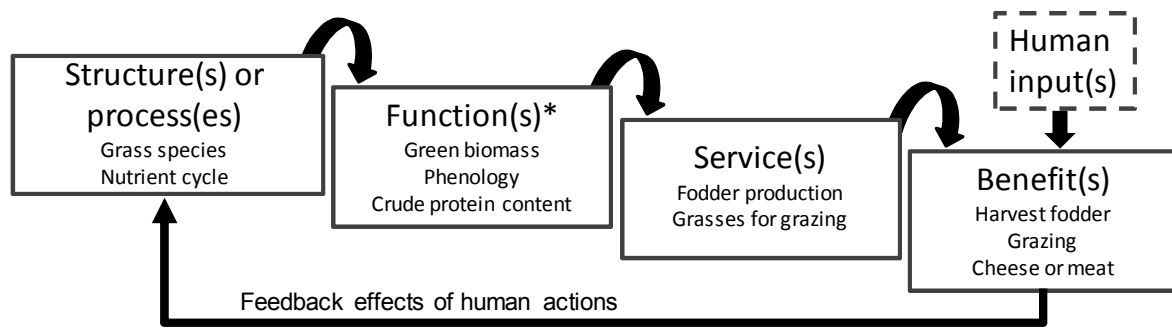 Structure(s) or
process(es)
Grass species
Nutrient cycle
Function(s)*
Green biomass
Phenology
Crude protein content
Service(s)
Fodder production
Grasses for grazing
Human
input(s)
Benefit(s)
Harvest fodder
Grazing
Cheese or meat
Feedback effects of human actions